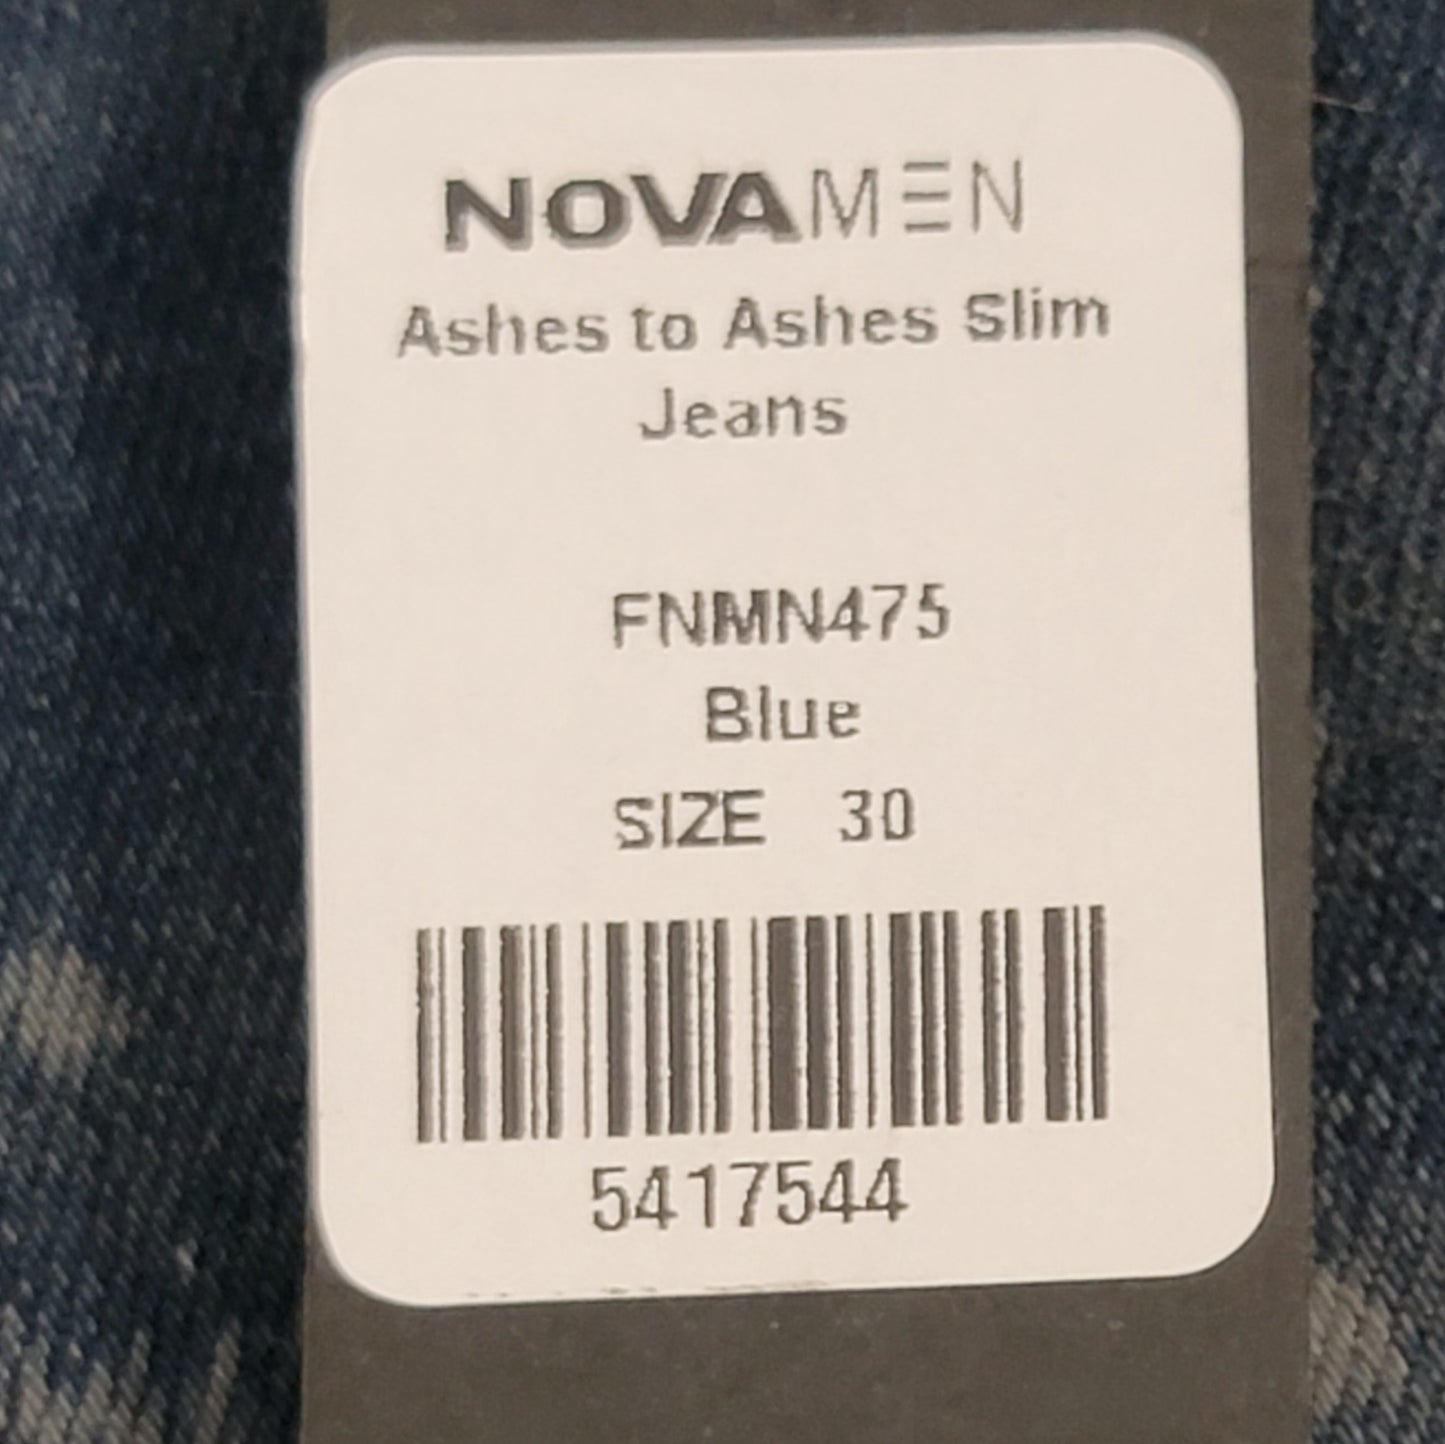 NOVAMEN
Ashes to Ashes Slim
Jeans
FNMN475
Blue
SIZE 30
5417544